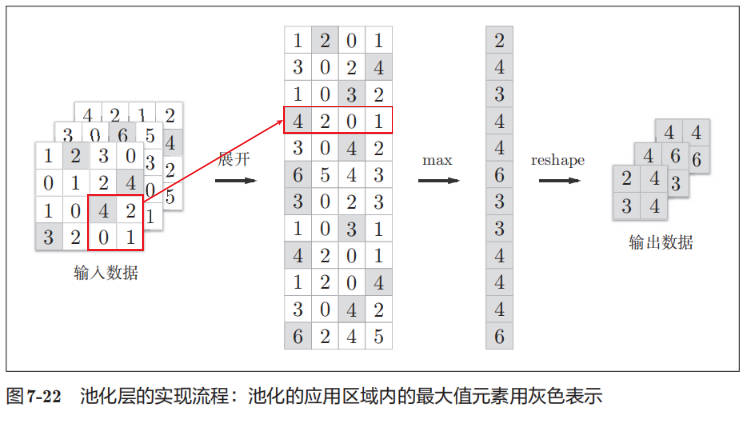 4 2 1 2
3 0 6 5 4
1 2 3 0 3 2
0 1 2 4 0 5
1 0 4 2 1
3 2 0 1
输入数据
展开
1 2 0 1
3 0 2 4
1 0 3 2
4 2 0 1
3 0 4 2
6 5 4 3
3 0 2 3
1 0 3 1
4 2 0 1
1 2 0 4
3 0 4 2
6 2 4 5
max
2
4
3
4
4
6
3
3
4
4
4
6
reshape
4 4
4 6 6
2 4 3
3 4
输出数据
图7-22 池化层的实现流程：池化的应用区域内的最大值元素用灰色表示